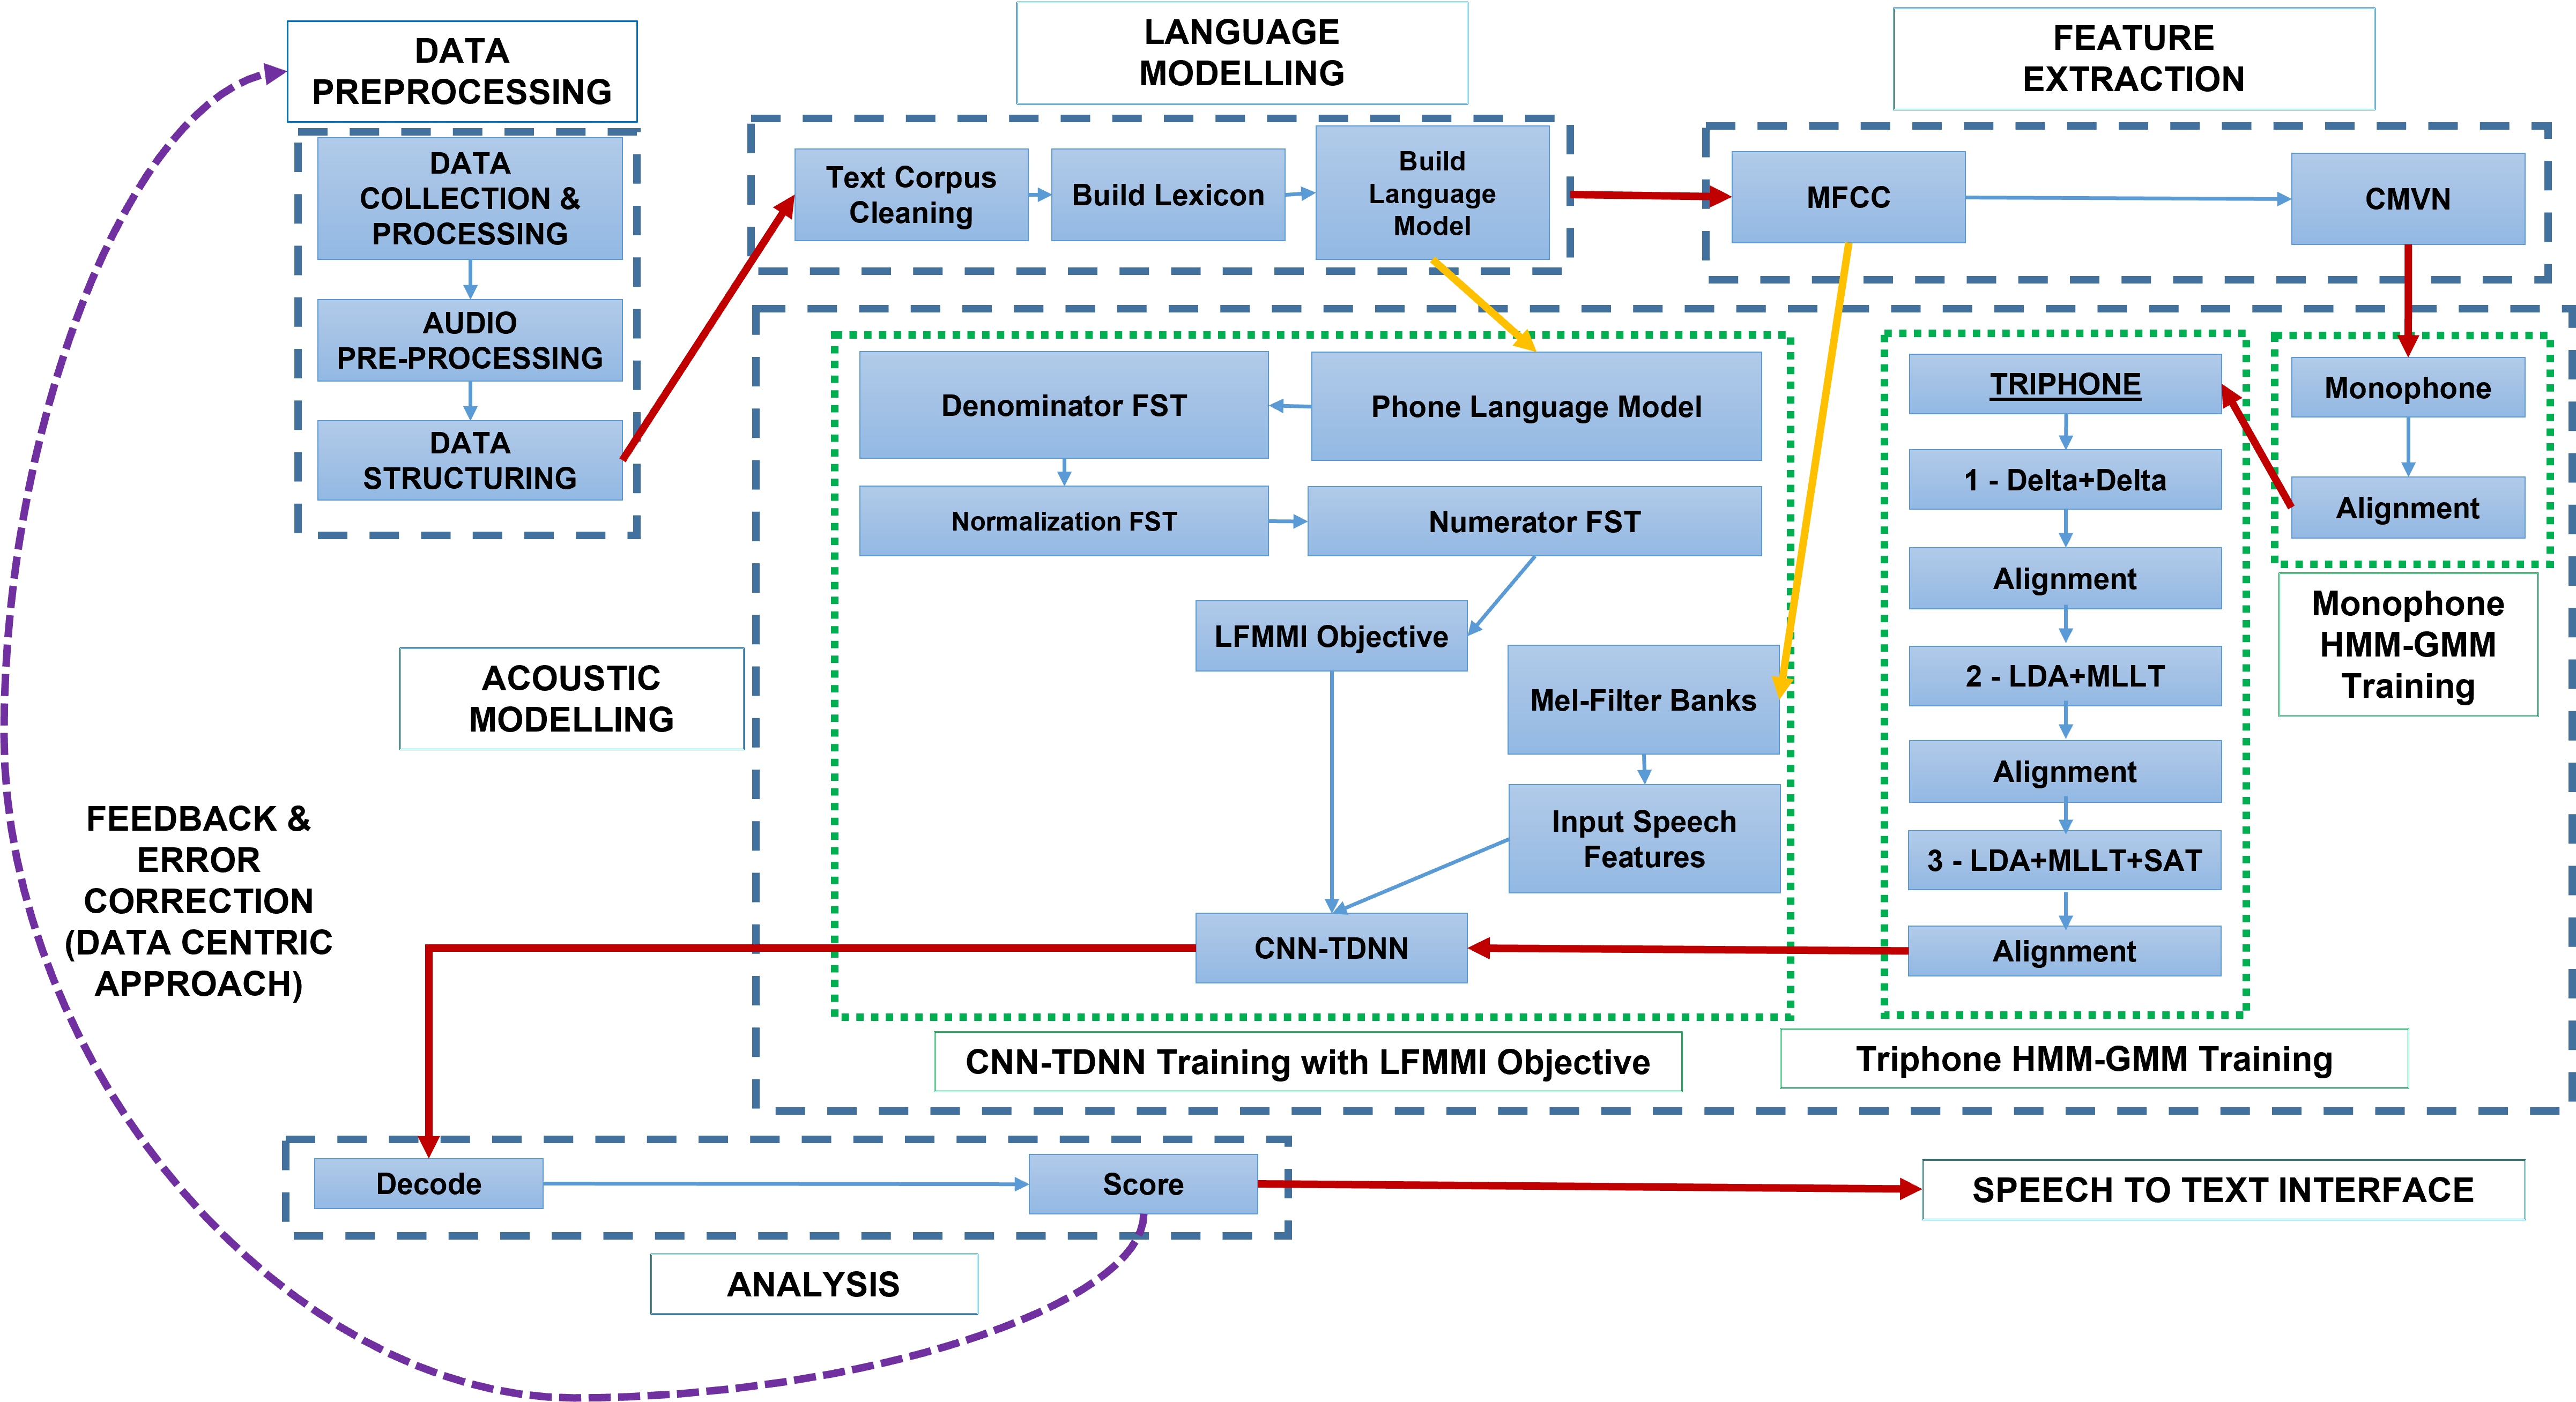 DATA
PREPROCESSING
DATA
COLLECTION &
PROCESSING
AUDIO
PRE-PROCESSING
DATA
STRUCTURING
LANGUAGE
MODELLING
Text Corpus
Cleaning
Build Lexicon
Build
Language
Model
FEATURE
EXTRACTION
MFCC
CMVN
ACOUSTIC
MODELLING
Denominator FST
Phone Language Model
Normalization FST
Numerator FST
LFMMI Objective
Mel-Filter Banks
Input Speech
Features
CNN-TDNN
CNN-TDNN Training with LFMMI Objective
TRIPHONE
1 - Delta+Delta
Alignment
2 - LDA+MLLT
Alignment
3 - LDA+MLLT+SAT
Alignment
Triphone HMM-GMM Training
Monophone
Alignment
Monophone
HMM-GMM
Training
FEEDBACK &
ERROR
CORRECTION
(DATA CENTRIC
APPROACH)
Decode
Score
ANALYSIS
SPEECH TO TEXT INTERFACE